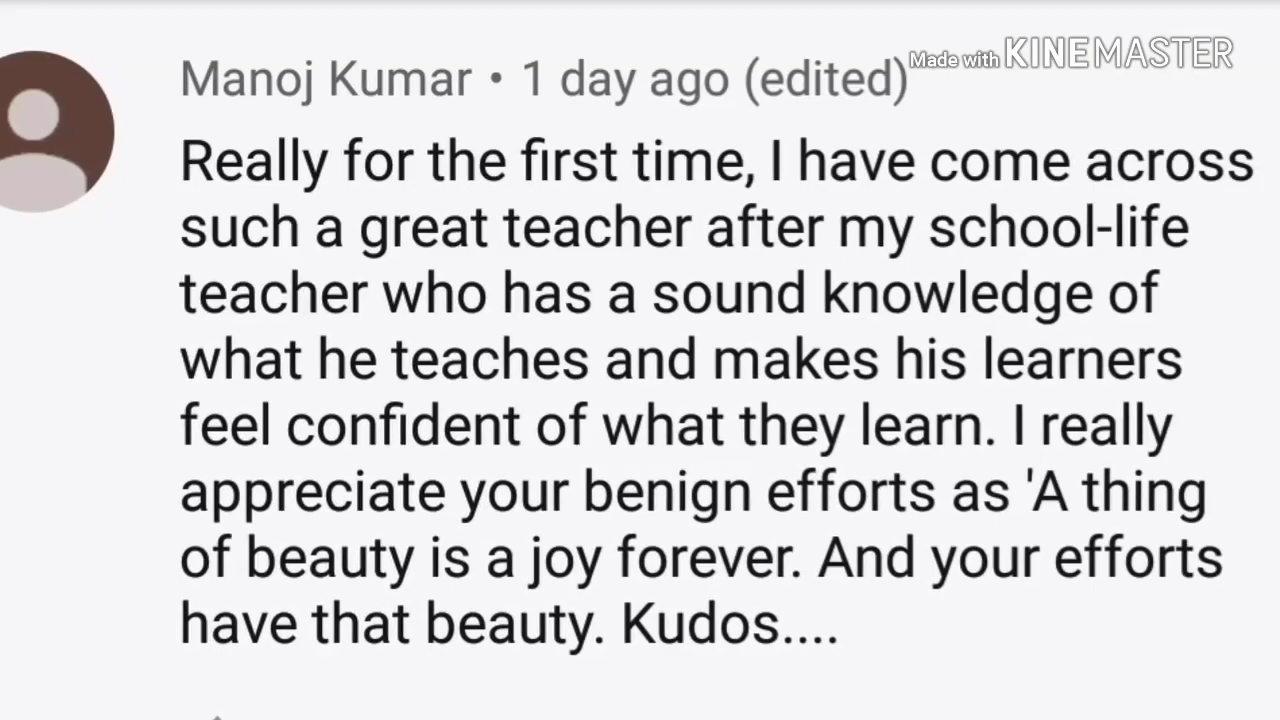 Manoj Kumar • 1 day ago (edited)
Made with KINEMASTER
Really for the first time, I have come across
such a great teacher after my school-life
teacher who has a sound knowledge of
what he teaches and makes his learners
feel confident of what they learn. I really
appreciate your benign efforts as 'A thing
of beauty is a joy forever. And your efforts
have that beauty. Kudos....